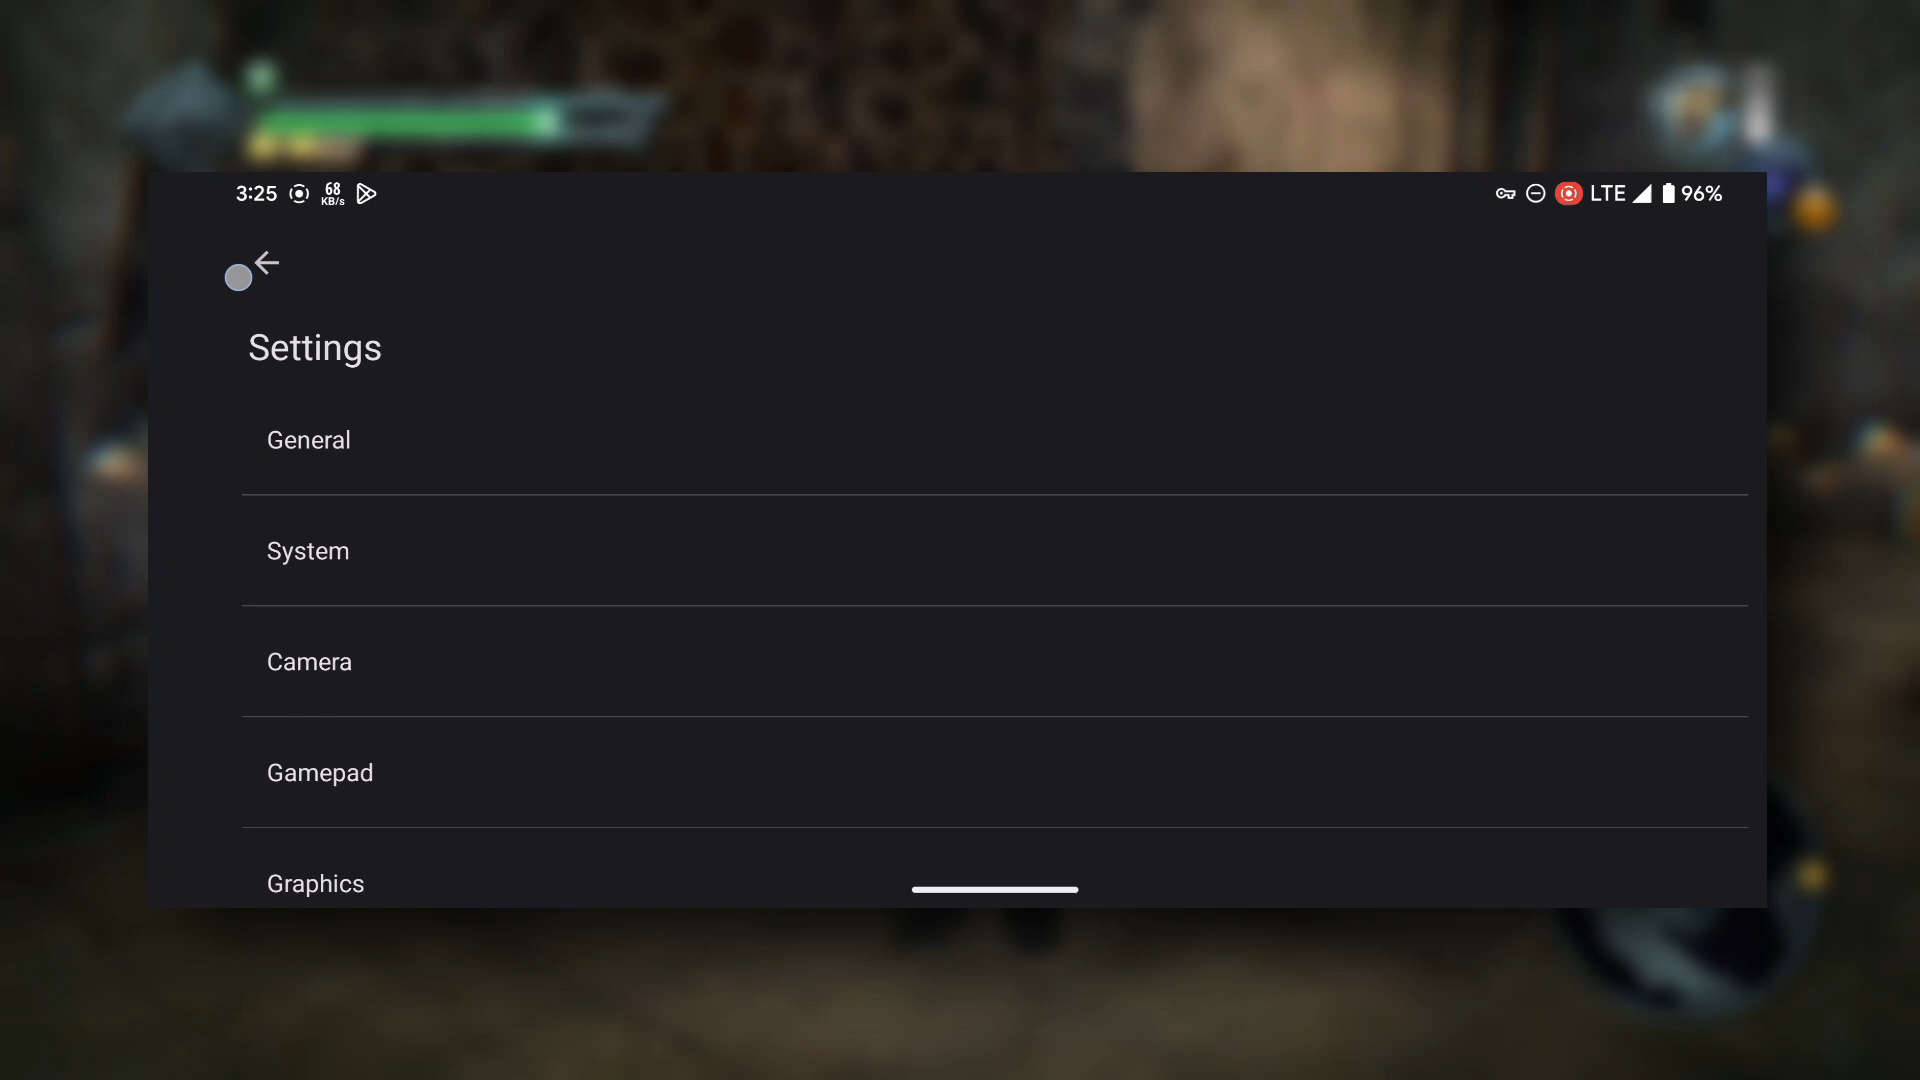 3:25 68 KB/s LTE 96%
Settings
General
System
Camera
Gamepad
Graphics